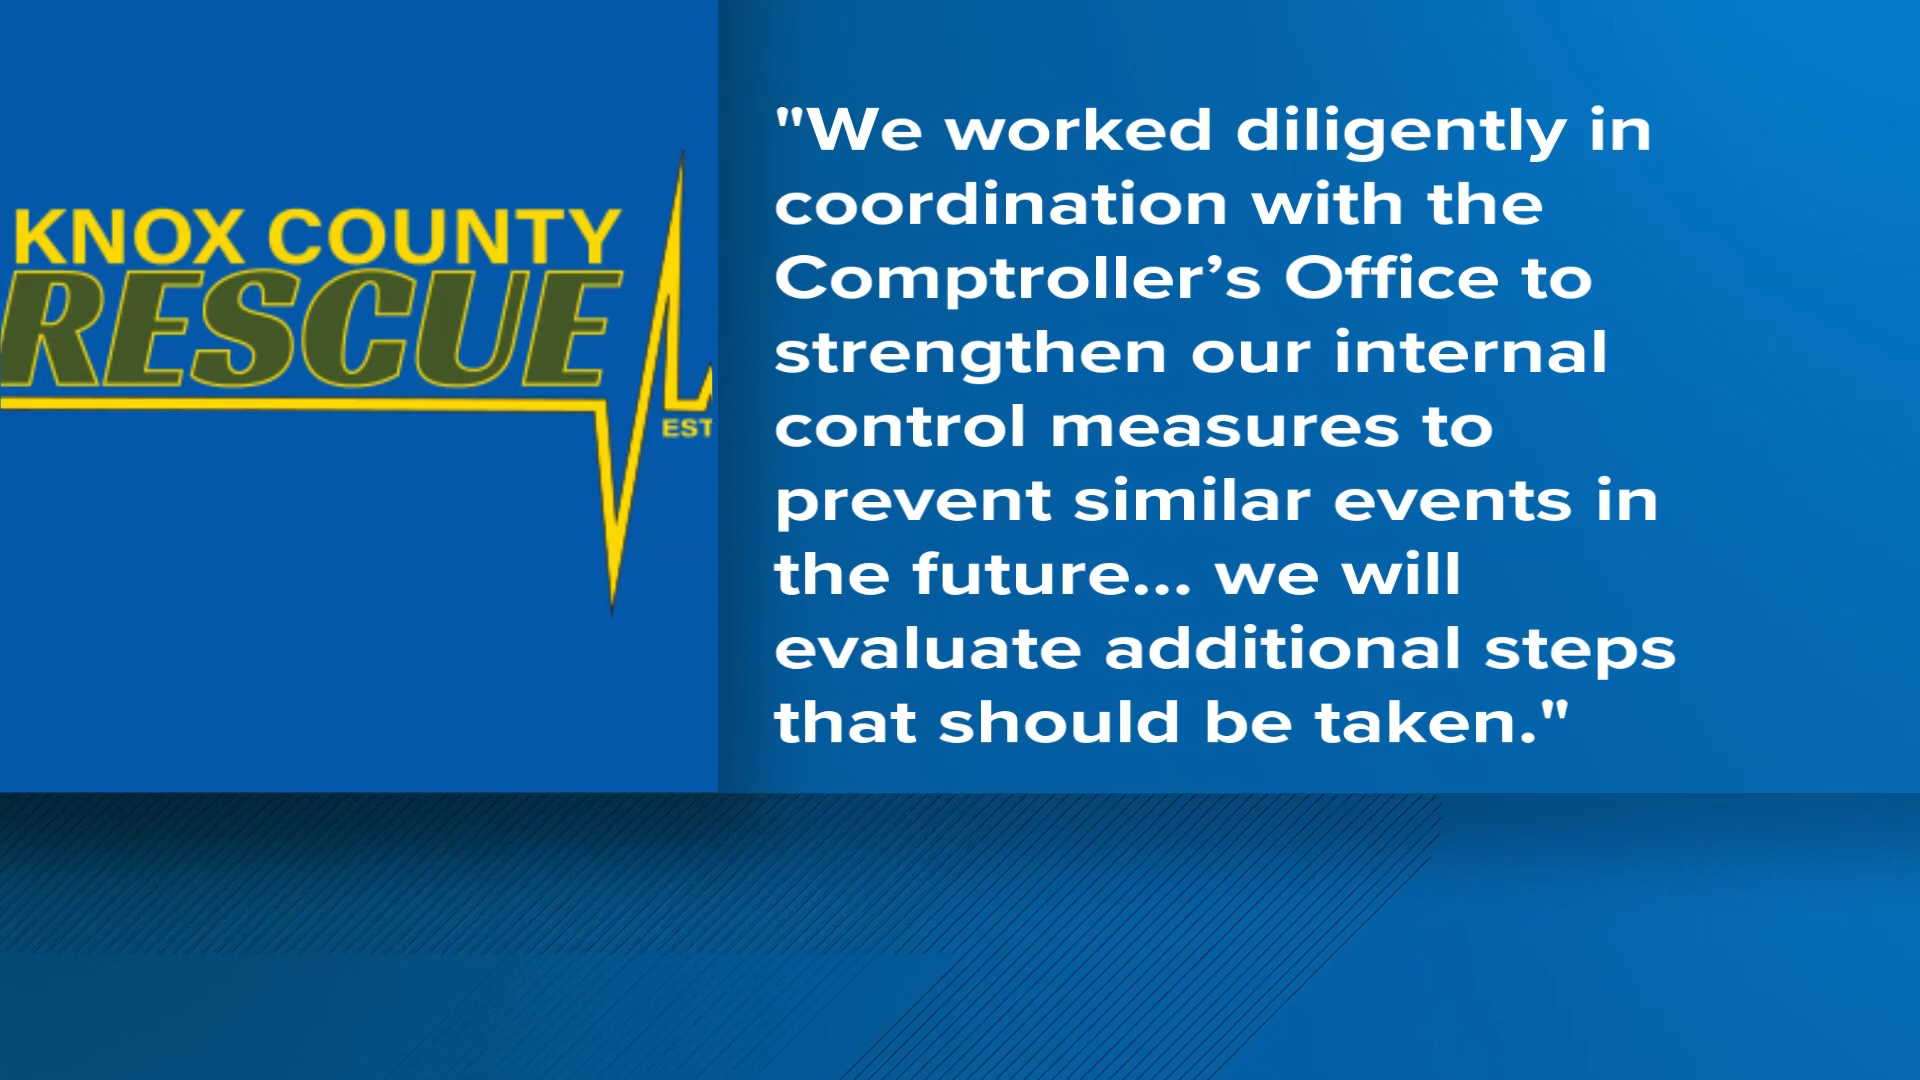 KNOX COUNTY
RESCUE
EST
"We worked diligently in
coordination with the
Comptroller’s Office to
strengthen our internal
control measures to
prevent similar events in
the future... we will
evaluate additional steps
that should be taken."